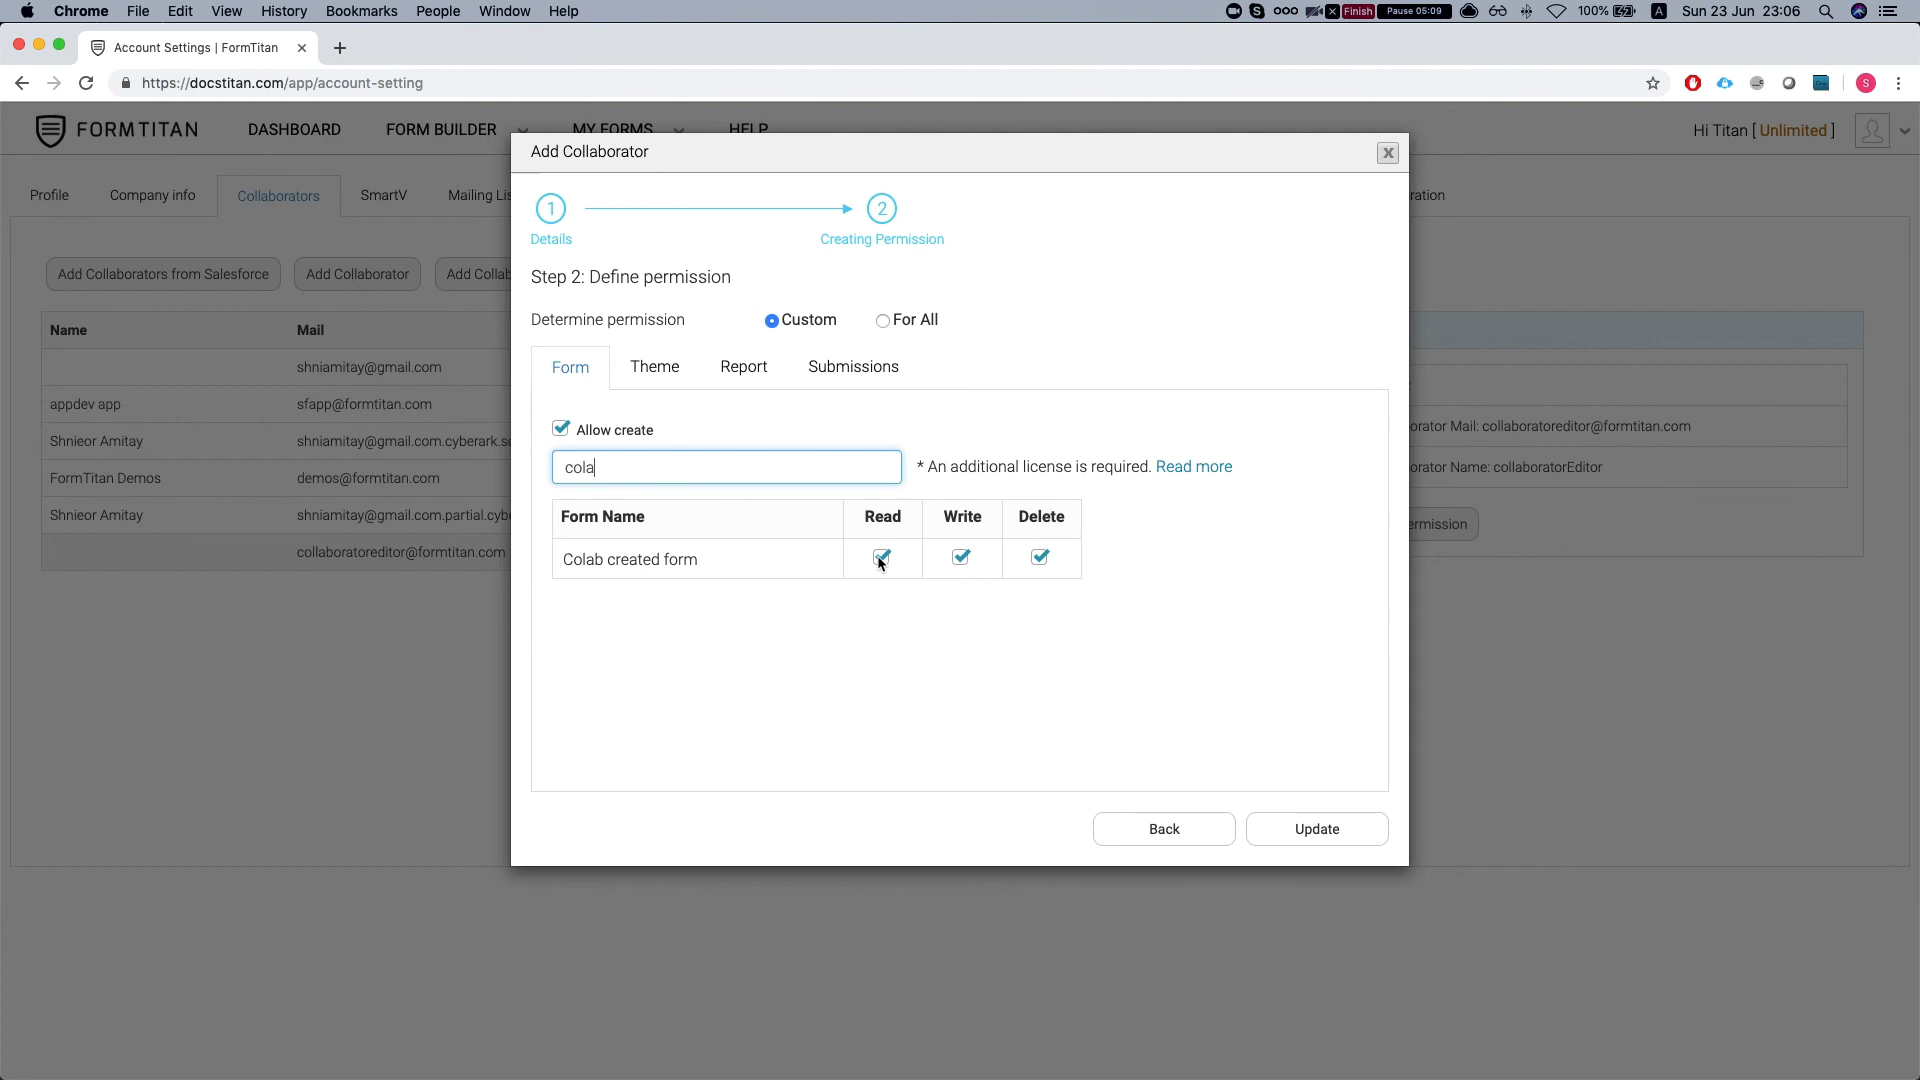 Chrome File Edit View History Bookmarks People Window Help
Finish Pause 05:09 100% A Sun 23 Jun 23:06
Account Settings | FormTitan
https://docstitan.com/app/account-setting
S
FORMTITAN DASHBOARD FORM BUILDER MY FORMS HELP Hi Titan [ Unlimited ]
Add Collaborator X
Profile Company info Collaborators SmartV Mailing Lis ration
1 2
Details Creating Permission
Add Collaborators from Salesforce Add Collaborator Add Collab
Step 2: Define permission
Determine permission Custom For All
Name Mail
shniamitay@gmail.com
Form Theme Report Submissions
appdev app sfapp@formtitan.com
Allow create
orator Mail: collaboratoreditor@formtitan.com
Shnieor Amitay shniamitay@gmail.com.cyberark.s
cola * An additional license is required. Read more
orator Name: collaboratorEditor
FormTitan Demos demos@formtitan.com
Shnieor Amitay shniamitay@gmail.com.partial.cyb
Form Name Read Write Delete
ermission
collaboratoreditor@formtitan.com
Colab created form
Back Update